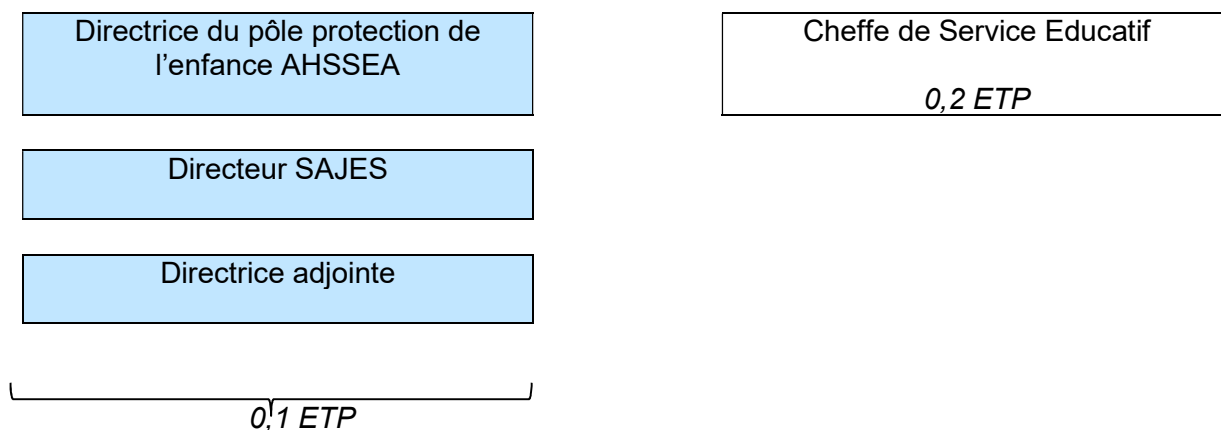 Directrice du pôle protection de
l’enfance AHSSEA
Directeur SAJES
Directrice adjointe
0,1 ETP
Cheffe de Service Educatif
0,2 ETP